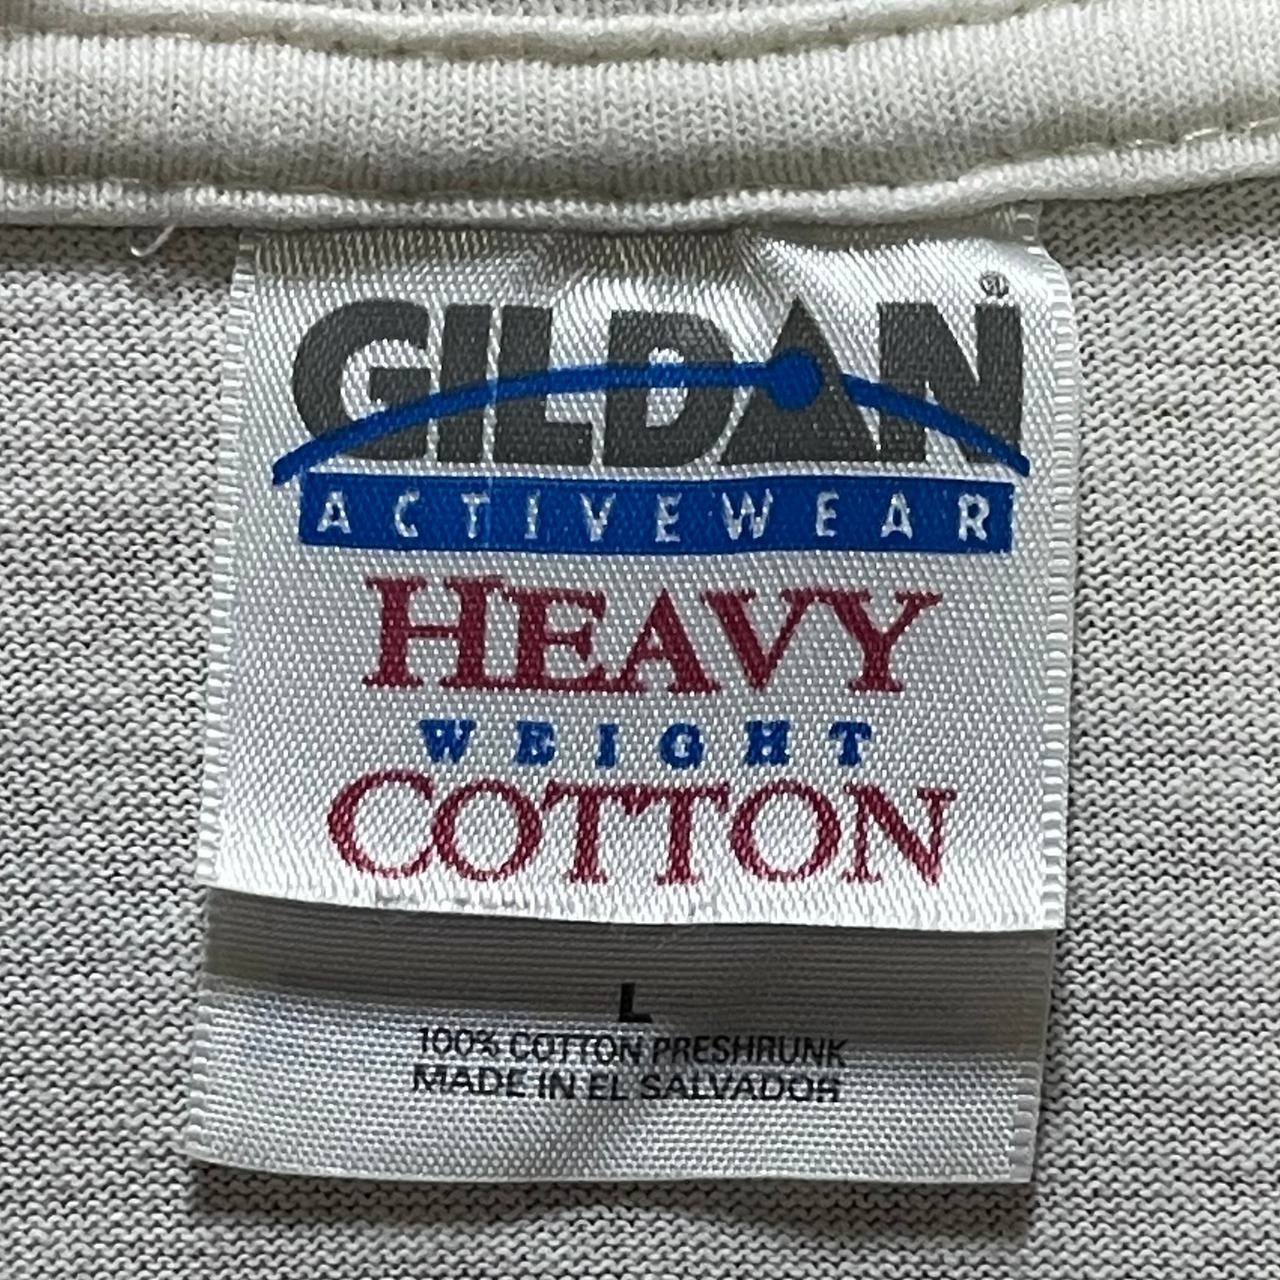 GILDAN®
ACTIVEWEAR
HEAVY
WEIGHT
COTTON
L
100% COTTON PRESHRUNK
MADE IN EL SALVADOR